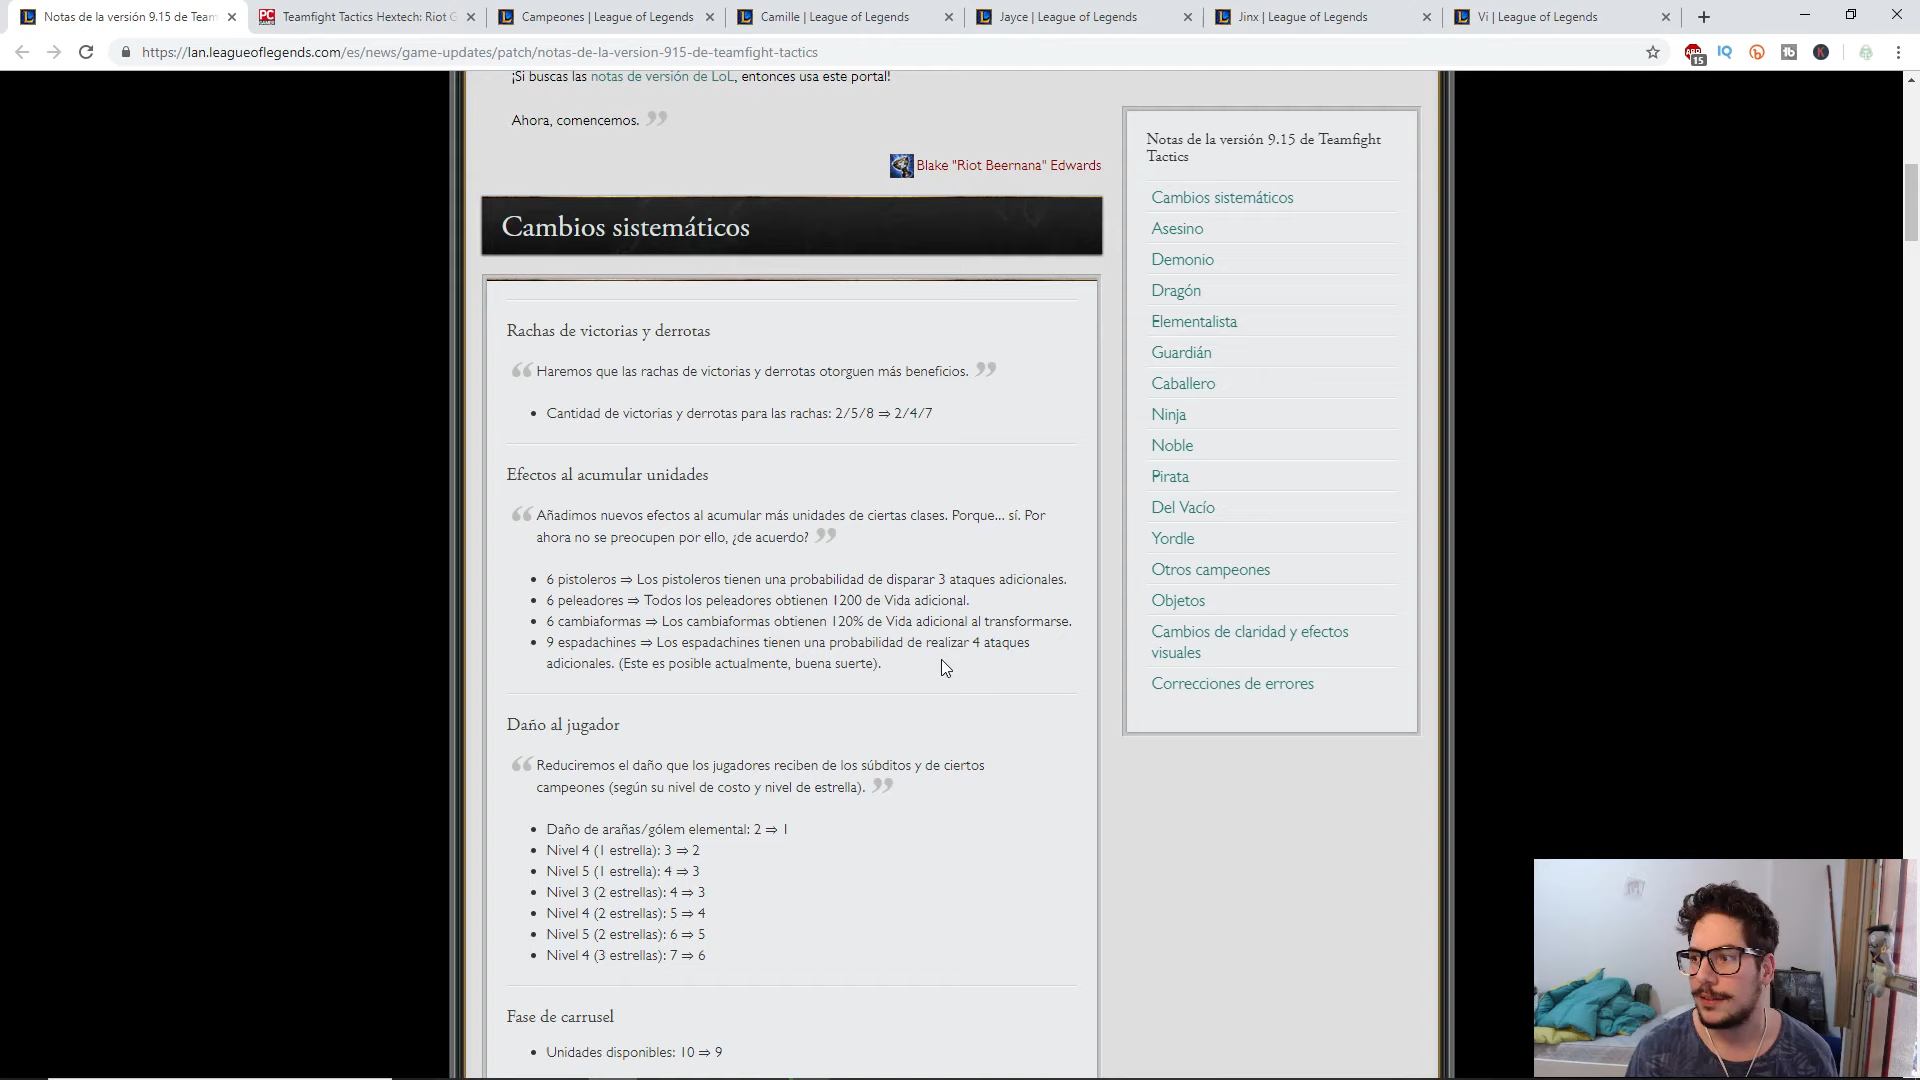 Notas de la versión 9.15 de Team
Teamfight Tactics Hextech: Riot G
Campeones | League of Legends
Camille | League of Legends
Jayce | League of Legends
Jinx | League of Legends
Vi | League of Legends
https://lan.leagueoflegends.com/es/news/game-updates/patch/notas-de-la-version-915-de-teamfight-tactics
ABP
15
IQ
tb
K
¡Si buscas las notas de versión de LoL, entonces usa este portal!
Ahora, comencemos.
Blake "Riot Beernana" Edwards
Cambios sistemáticos
Rachas de victorias y derrotas
Haremos que las rachas de victorias y derrotas otorguen más beneficios.
• Cantidad de victorias y derrotas para las rachas: 2/5/8 ⇒ 2/4/7
Efectos al acumular unidades
Añadimos nuevos efectos al acumular más unidades de ciertas clases. Porque... sí. Por
ahora no se preocupen por ello, ¿de acuerdo?
• 6 pistoleros ⇒ Los pistoleros tienen una probabilidad de disparar 3 ataques adicionales.
• 6 peleadores ⇒ Todos los peleadores obtienen 1200 de Vida adicional.
• 6 cambiaformas ⇒ Los cambiaformas obtienen 120% de Vida adicional al transformarse.
• 9 espadachines ⇒ Los espadachines tienen una probabilidad de realizar 4 ataques
adicionales. (Este es posible actualmente, buena suerte).
Daño al jugador
Reduciremos el daño que los jugadores reciben de los súbditos y de ciertos
campeones (según su nivel de costo y nivel de estrella).
• Daño de arañas/gólem elemental: 2 ⇒ 1
• Nivel 4 (1 estrella): 3 ⇒ 2
• Nivel 5 (1 estrella): 4 ⇒ 3
• Nivel 3 (2 estrellas): 4 ⇒ 3
• Nivel 4 (2 estrellas): 5 ⇒ 4
• Nivel 5 (2 estrellas): 6 ⇒ 5
• Nivel 4 (3 estrellas): 7 ⇒ 6
Fase de carrusel
• Unidades disponibles: 10 ⇒ 9
Notas de la versión 9.15 de Teamfight
Tactics
Cambios sistemáticos
Asesino
Demonio
Dragón
Elementalista
Guardián
Caballero
Ninja
Noble
Pirata
Del Vacío
Yordle
Otros campeones
Objetos
Cambios de claridad y efectos
visuales
Correcciones de errores